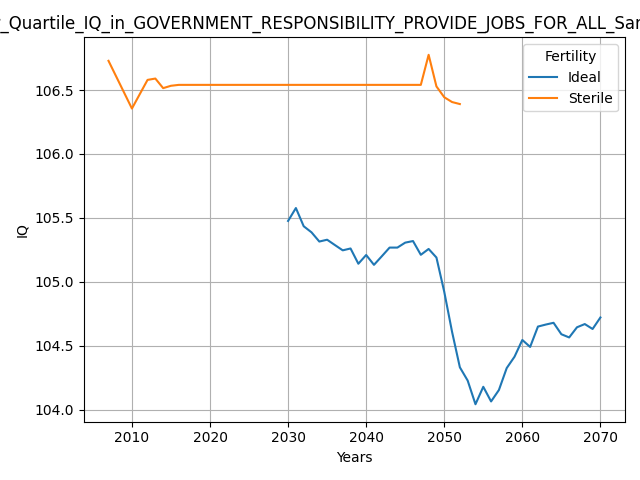 _Quartile_IQ_in_GOVERNMENT_RESPONSIBILITY_PROVIDE_JOBS_FOR_ALL_Sar
Fertility
Ideal
Sterile
106.5
106.0
105.5
105.0
104.5
104.0
IQ
2010 2020 2030 2040 2050 2060 2070
Years